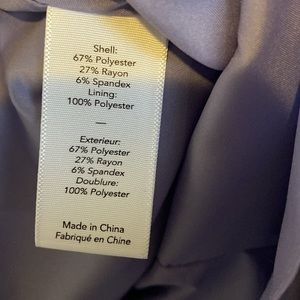 Shell:
67% Polyester
27% Rayon
6% Spandex
Lining:
100% Polyester
—
Exterieur:
67% Polyester
27% Rayon
6% Spandex
Doublure:
100% Polyester
Made in China
Fabriqué en Chine